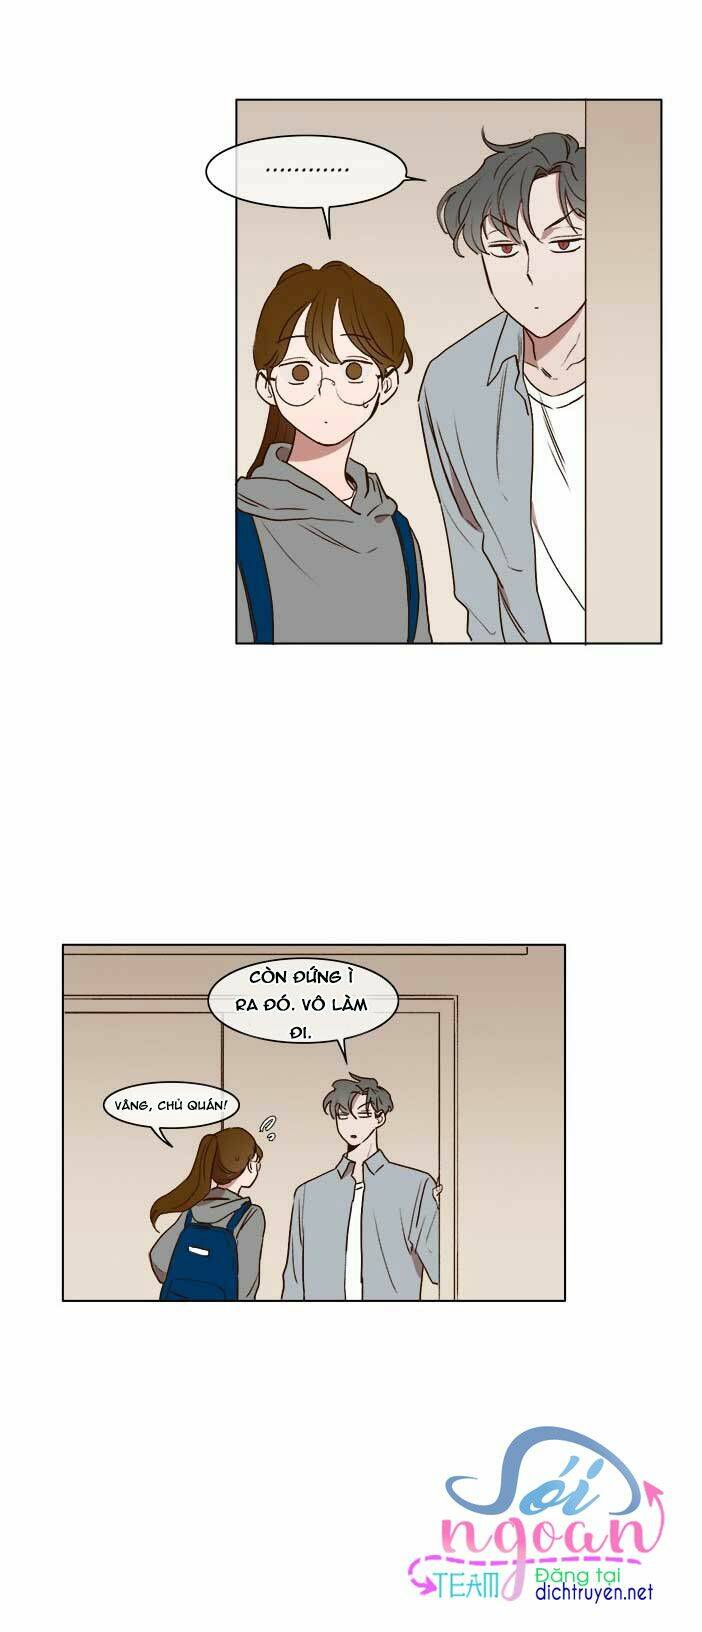 ............
CÒN ĐỨNG Ì
RA ĐÓ. VÔ LÀM
ĐI.
VÂNG, CHỦ QUÁN!
Sói
ngoan
TEAM
Đăng tại
dichtruyen.net